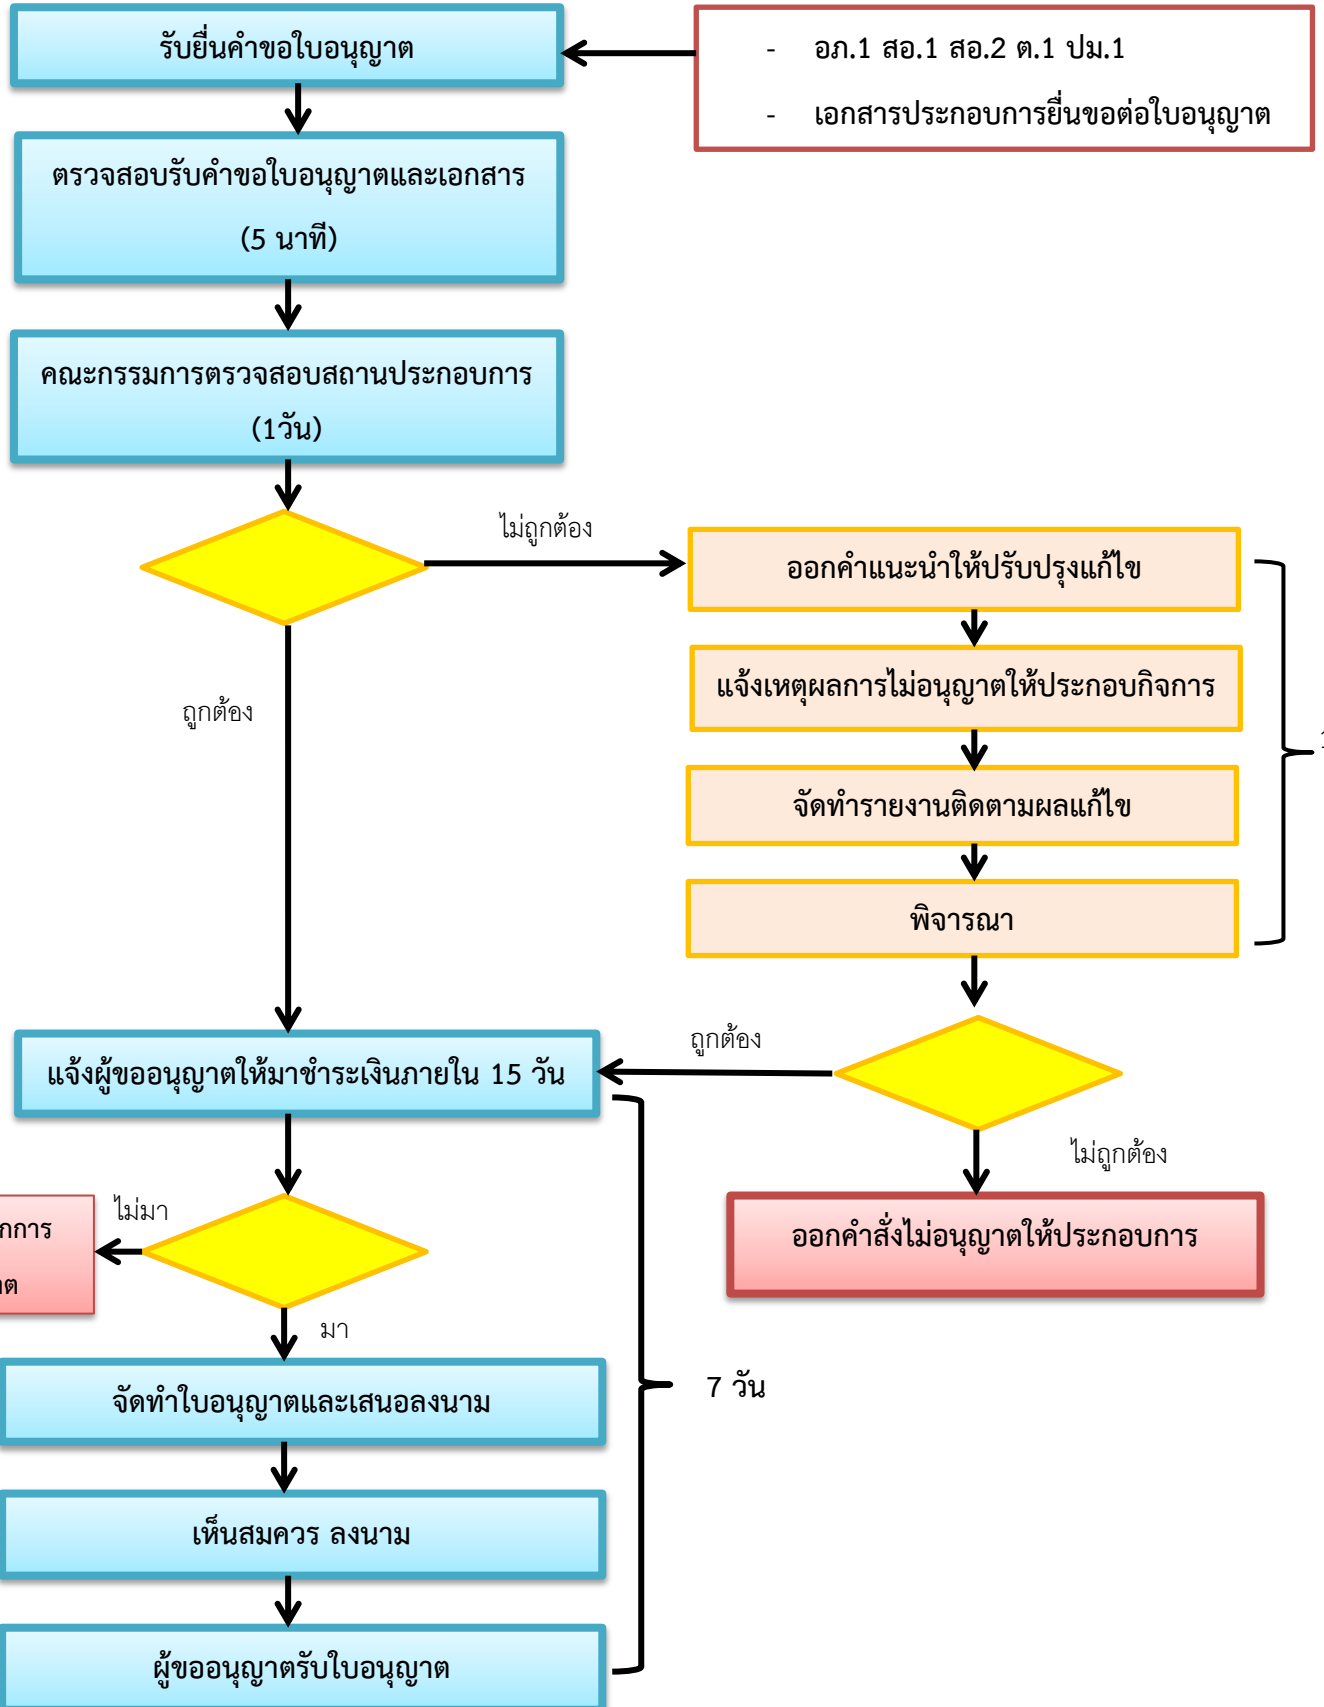 รับยื่นคำขอใบอนุญาต
- อภ.1 สอ.1 สอ.2 ต.1 ปม.1
- เอกสารประกอบการยื่นขอต่อใบอนุญาต
ตรวจสอบรับคำขอใบอนุญาตและเอกสาร
(5 นาที)
คณะกรรมการตรวจสอบสถานประกอบการ
(1วัน)
ไม่ถูกต้อง
ออกคำแนะนำให้ปรับปรุงแก้ไข
แจ้งเหตุผลการไม่อนุญาตให้ประกอบกิจการ
ถูกต้อง
จัดทำรายงานติดตามผลแก้ไข
พิจารณา
ถูกต้อง
แจ้งผู้ขออนุญาตให้มาชำระเงินภายใน 15 วัน
ไม่ถูกต้อง
ออกคำสั่งไม่อนุญาตให้ประกอบการ
ไม่มา
มา
7 วัน
จัดทำใบอนุญาตและเสนอลงนาม
เห็นสมควร ลงนาม
ผู้ขออนุญาตรับใบอนุญาต